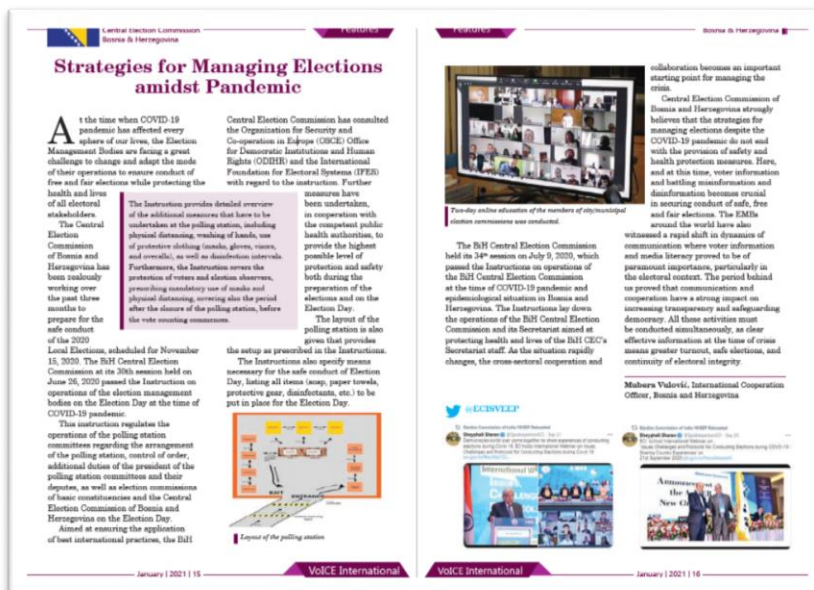 Central Election Commission
Bosnia & Herzegovina
Features
Strategies for Managing Elections
amidst Pandemic
At the time when COVID-19
pandemic has affected every
sphere of our lives, the Election
Management Bodies are facing a great
challenge to change and adapt the mode
of their operations to ensure conduct of
free and fair elections while protecting the
health and lives
of all electoral
stakeholders.
The Central
Election
Commission
of Bosnia and
Herzegovina has
been zealously
working over
the past three
months to
prepare for the
safe conduct
of the 2020
Local Elections, scheduled for November
15, 2020. The BiH Central Election
Commission at its 30th session held on
June 26, 2020 passed the Instruction on
operations of the election management
bodies on the Election Day at the time of
COVID-19 pandemic.
This instruction regulates the
operations of the polling station
committees regarding the arrangement
of the polling station, control of order,
additional duties of the president of the
polling station committees and their
deputies, as well as election commissions
of basic constituencies and the Central
Election Commission of Bosnia and
Herzegovina on the Election Day.
Aimed at ensuring the application
of best international practices, the BiH
The Instruction provides detailed overview
of the additional measures that have to be
undertaken at the polling station, including
physical distancing, washing of hands, use
of protective clothing (masks, gloves, visors,
and overalls), as well as disinfection intervals.
Furthermore, the Instruction covers the
protection of voters and election observers,
prescribing mandatory use of masks and
physical distancing, covering also the period
after the closure of the polling station, before
the vote counting commences.
Central Election Commission has consulted
the Organization for Security and
Co-operation in Europe (OSCE) Office
for Democratic Institutions and Human
Rights (ODIHR) and the International
Foundation for Electoral Systems (IFES)
with regard to the instruction. Further
measures have
been undertaken,
in cooperation with
the competent public
health authorities, to
provide the highest
possible level of
protection and safety
both during the
preparation of the
elections and on the
Election Day.
The layout of the
polling station is also
given that provides
the setup as prescribed in the Instructions.
The Instructions also specify means
necessary for the safe conduct of Election
Day, listing all items (soap, paper towels,
protective gear, disinfectants, etc.) to be
put in place for the Election Day.
EXIT
ENTRANCE
Layout of the polling station
January | 2021 | 15
VoICE International
Features
Bosnia & Herzegovina
Two-day online education of the members of city/municipal
election commissions was conducted.
The BiH Central Election Commission
held its 34th session on July 9, 2020, which
passed the Instructions on operations of
the BiH Central Election Commission
at the time of COVID-19 pandemic and
epidemiological situation in Bosnia and
Herzegovina. The Instructions lay down
the operations of the BiH Central Election
Commission and its Secretariat aimed at
protecting health and lives of the BiH CEC's
Secretariat staff. As the situation rapidly
changes, the cross-sectoral cooperation and
collaboration becomes an important
starting point for managing the
crisis.
Central Election Commission of
Bosnia and Herzegovina strongly
believes that the strategies for
managing elections despite the
COVID-19 pandemic do not end
with the provision of safety and
health protection measures. Here,
and at this time, voter information
and battling misinformation and
disinformation becomes crucial
in securing conduct of safe, free
and fair elections. The EMBs
around the world have also
witnessed a rapid shift in dynamics of
communication where voter information
and media literacy proved to be of
paramount importance, particularly in
the electoral context. The period behind
us proved that communication and
cooperation have a strong impact on
increasing transparency and safeguarding
democracy. All these activities must
be conducted simultaneously, as clear
effective information at the time of crisis
means greater turnout, safe elections, and
continuity of electoral integrity.
Mubera Vulović, International Cooperation
Officer, Bosnia and Herzegovina
@ECISVEEP
VoICE International
January | 2021 | 16